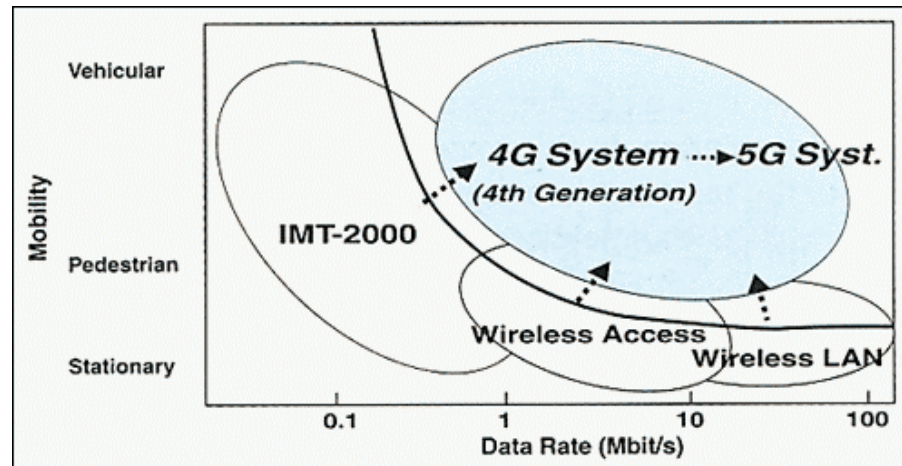 Vehicular
Mobility
4G System
5G Syst.
(4th Generation)
IMT-2000
Pedestrian
Wireless Access
Wireless LAN
Stationary
0.1
1
10
100
Data Rate (Mbit/s)